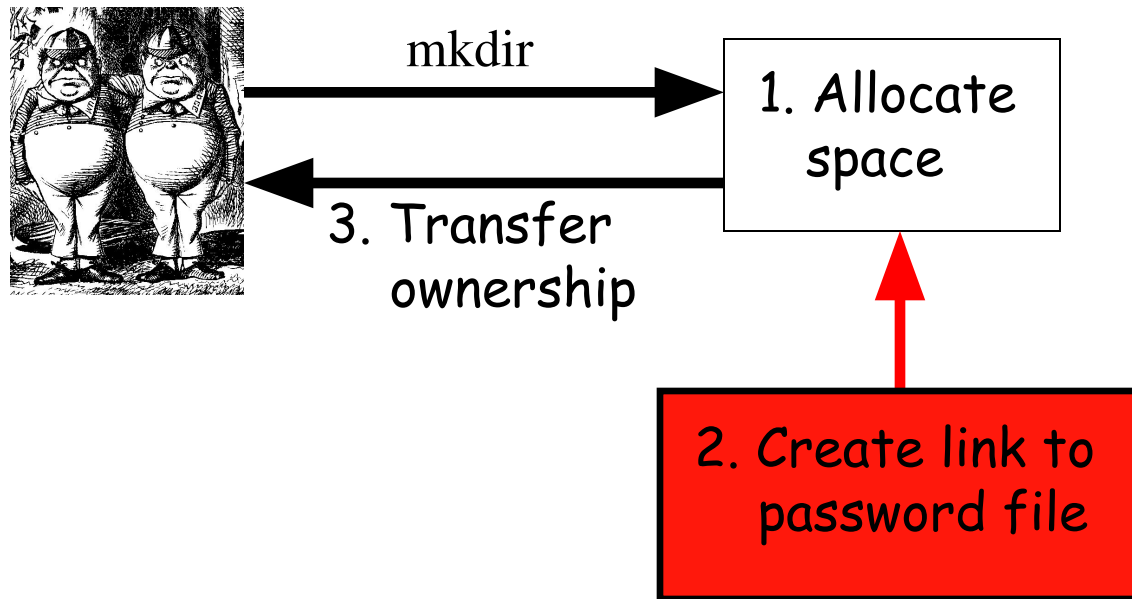 mkdir
1. Allocate
space
3. Transfer
ownership
2. Create link to
password file